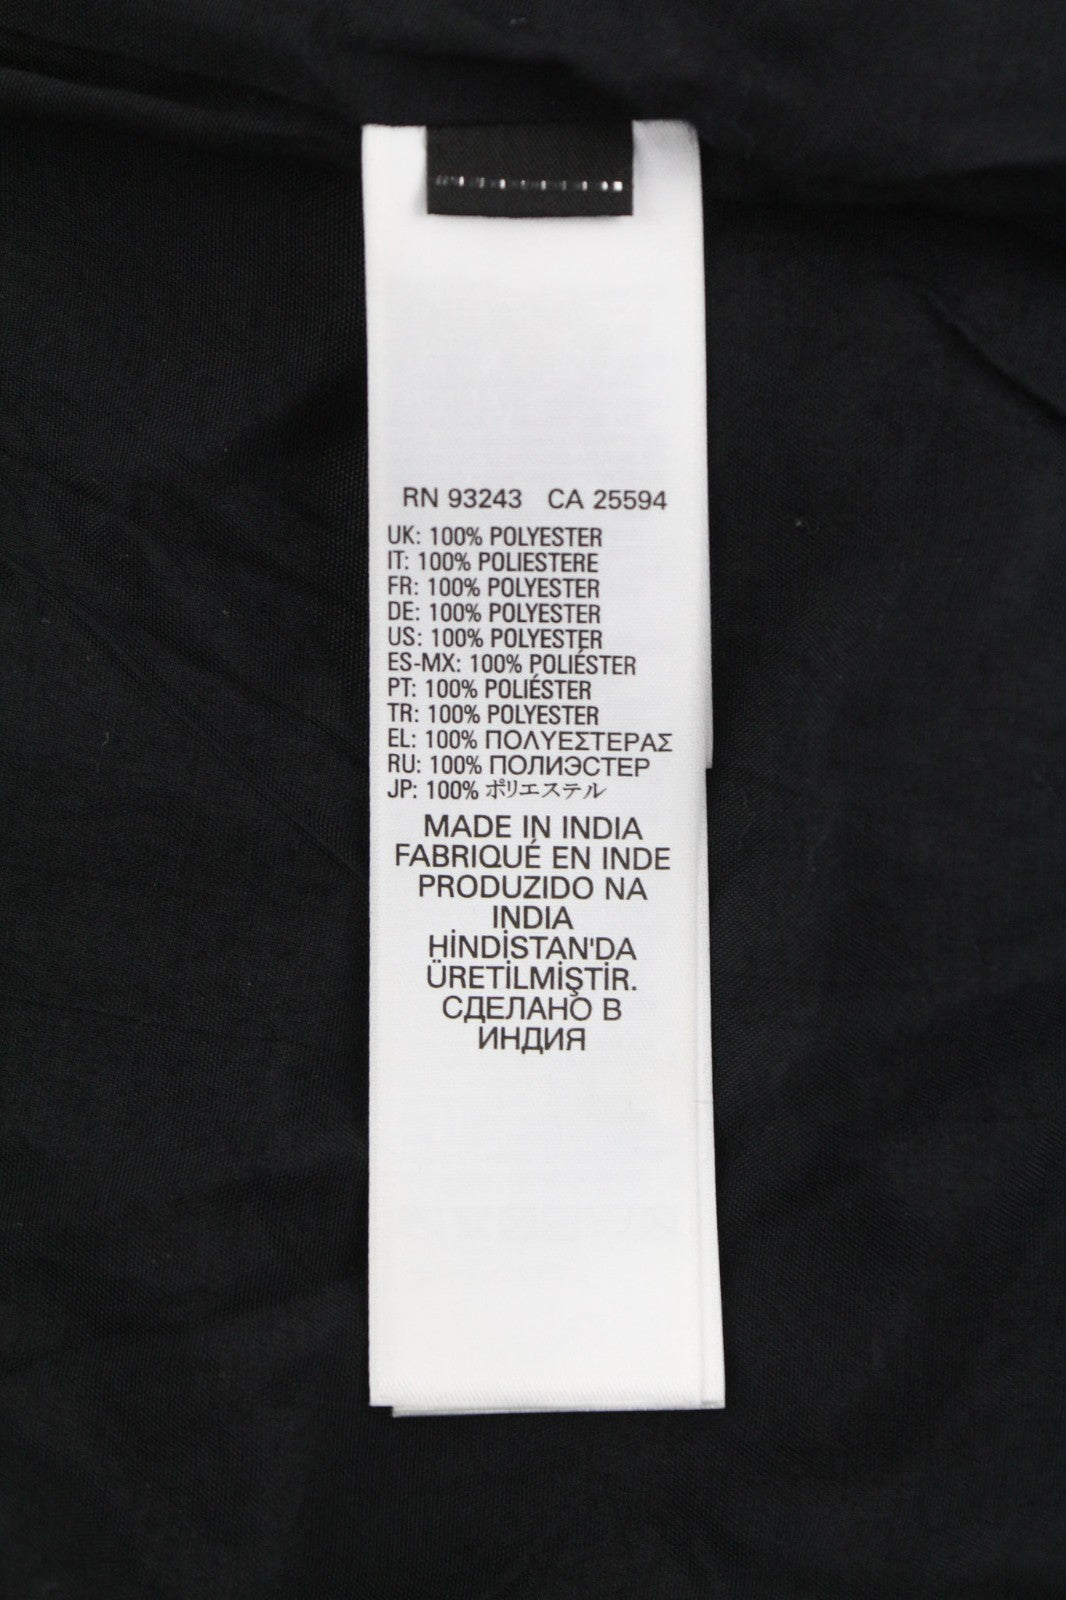 RN 93243 CA 25594
UK: 100% POLYESTER
IT: 100% POLIESTERE
FR: 100% POLYESTER
DE: 100% POLYESTER
US: 100% POLYESTER
ES-MX: 100% POLIÉSTER
PT: 100% POLIÉSTER
TR: 100% POLYESTER
EL: 100% ΠΟΛΥΕΣΤΕΡΑΣ
RU: 100% ПОЛИЭСТЕР
JP: 100% ポリエステル
MADE IN INDIA
FABRIQUÉ EN INDE
PRODUZIDO NA
INDIA
HİNDİSTAN'DA
ÜRETİLMİŞTİR.
СДЕЛАНО В
ИНДИЯ